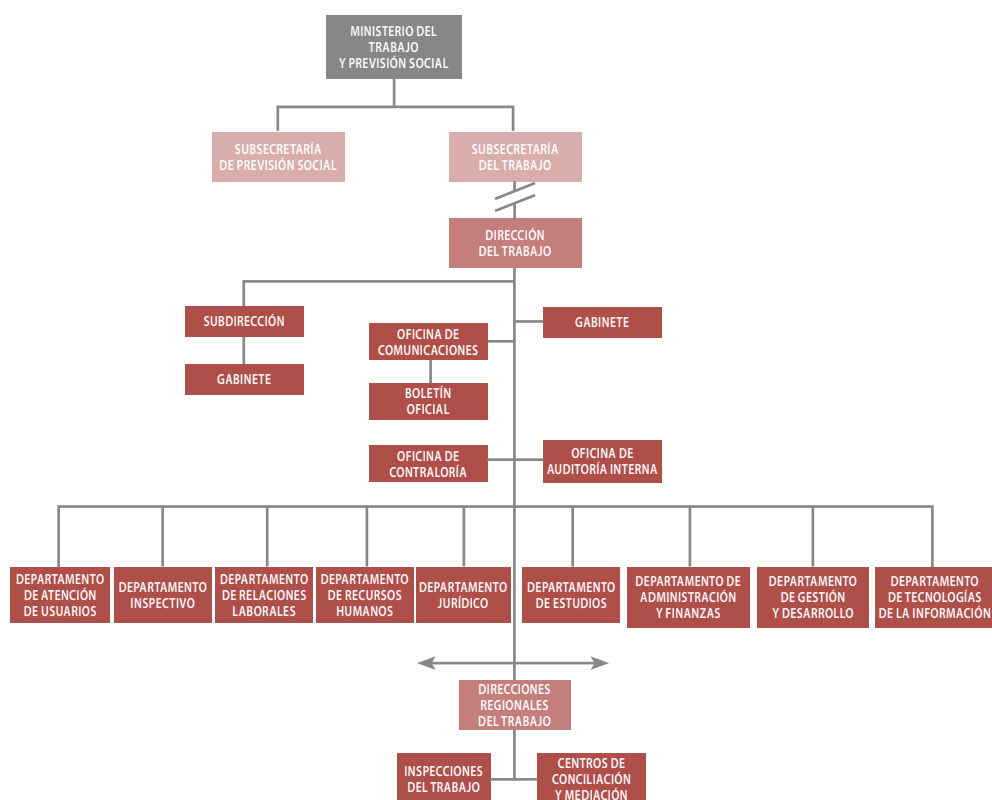 MINISTERIO DEL
TRABAJO
Y PREVISIÓN SOCIAL
SUBSECRETARÍA
DE PREVISIÓN SOCIAL
SUBSECRETARÍA
DEL TRABAJO
DIRECCIÓN
DEL TRABAJO
SUBDIRECCIÓN
GABINETE
GABINETE
OFICINA DE
COMUNICACIONES
BOLETÍN
OFICIAL
OFICINA DE
CONTRALORÍA
OFICINA DE
AUDITORÍA INTERNA
DEPARTAMENTO
DE ATENCIÓN
DE USUARIOS
DEPARTAMENTO
INSPECTIVO
DEPARTAMENTO
DE RELACIONES
LABORALES
DEPARTAMENTO
DE RECURSOS
HUMANOS
DEPARTAMENTO
JURÍDICO
DEPARTAMENTO
DE ESTUDIOS
DEPARTAMENTO DE
ADMINISTRACIÓN
Y FINANZAS
DEPARTAMENTO
DE GESTIÓN
Y DESARROLLO
DEPARTAMENTO
DE TECNOLOGÍAS
DE LA INFORMACIÓN
DIRECCIONES
REGIONALES
DEL TRABAJO
INSPECCIONES
DEL TRABAJO
CENTROS DE
CONCILIACIÓN
Y MEDIACIÓN